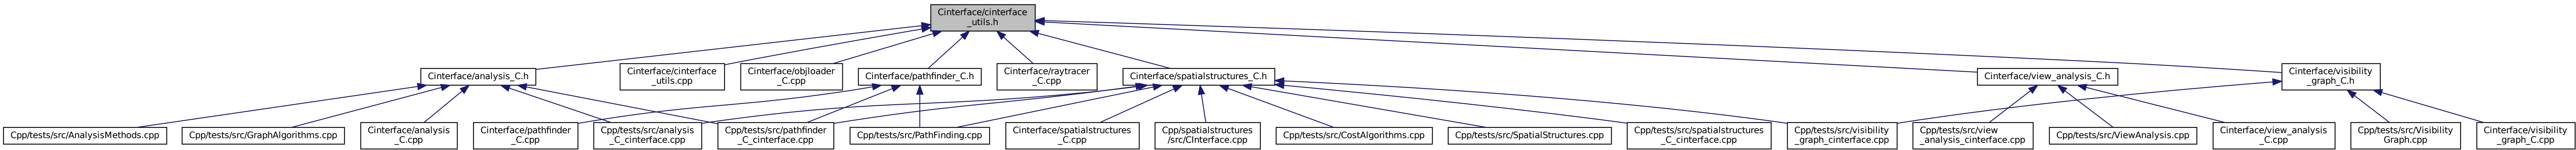 Cinterface/cinterface
_utils.h
Cinterface/analysis_C.h
Cinterface/cinterface
_utils.cpp
Cinterface/objloader
_C.cpp
Cinterface/pathfinder_C.h
Cinterface/raytracer
_C.cpp
Cinterface/spatialstructures_C.h
Cinterface/view_analysis_C.h
Cinterface/visibility
_graph_C.h
Cpp/tests/src/AnalysisMethods.cpp
Cpp/tests/src/GraphAlgorithms.cpp
Cinterface/analysis
_C.cpp
Cinterface/pathfinder
_C.cpp
Cpp/tests/src/analysis
_C_cinterface.cpp
Cpp/tests/src/pathfinder
_C_cinterface.cpp
Cpp/tests/src/PathFinding.cpp
Cinterface/spatialstructures
_C.cpp
Cpp/spatialstructures
/src/CInterface.cpp
Cpp/tests/src/CostAlgorithms.cpp
Cpp/tests/src/SpatialStructures.cpp
Cpp/tests/src/spatialstructures
_C_cinterface.cpp
Cpp/tests/src/visibility
_graph_cinterface.cpp
Cpp/tests/src/view
_analysis_cinterface.cpp
Cpp/tests/src/ViewAnalysis.cpp
Cinterface/view_analysis
_C.cpp
Cpp/tests/src/Visibility
Graph.cpp
Cinterface/visibility
_graph_C.cpp